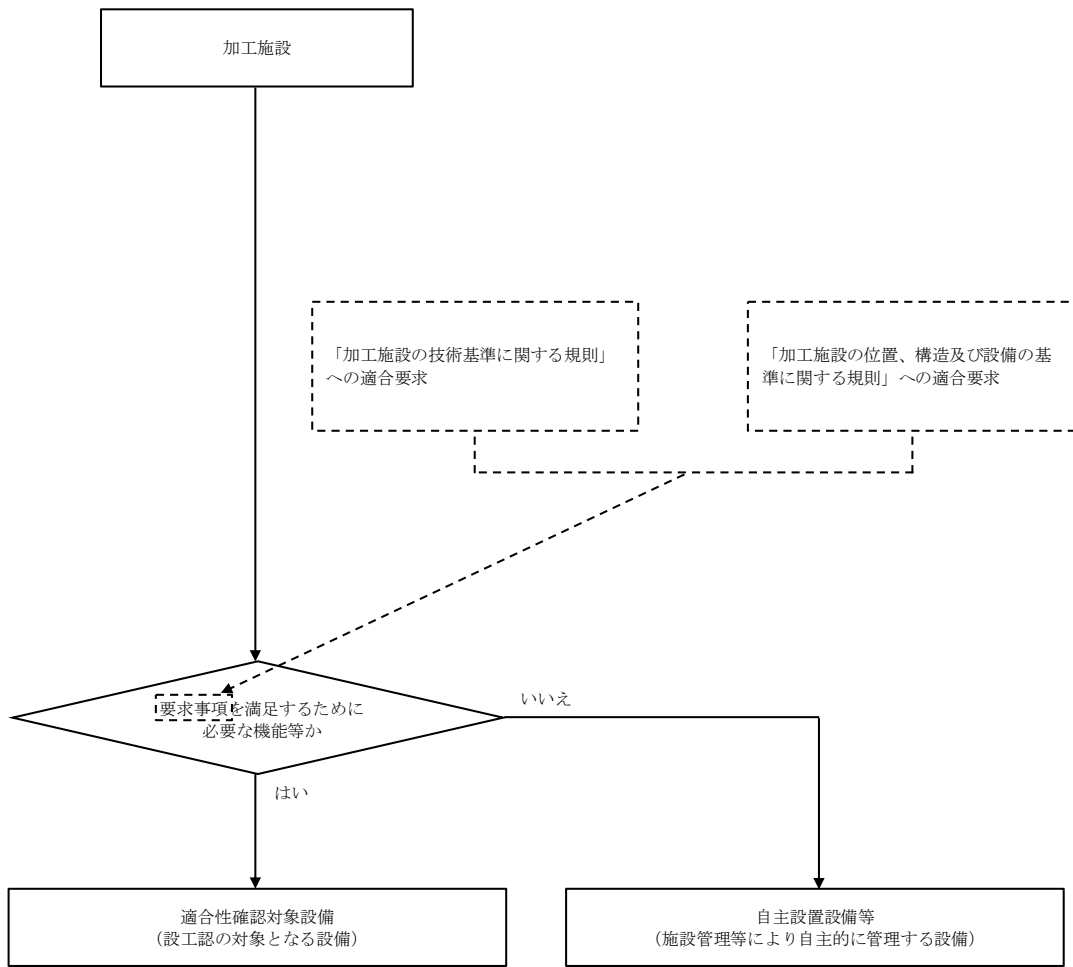 加工施設
「加工施設の技術基準に関する規則」
への適合要求
「加工施設の位置、構造及び設備の基
準に関する規則」への適合要求
要求事項を満足するために
必要な機能等か
いいえ
はい
適合性確認対象設備
（設工認の対象となる設備）
自主設置設備等
（施設管理等により自主的に管理する設備）